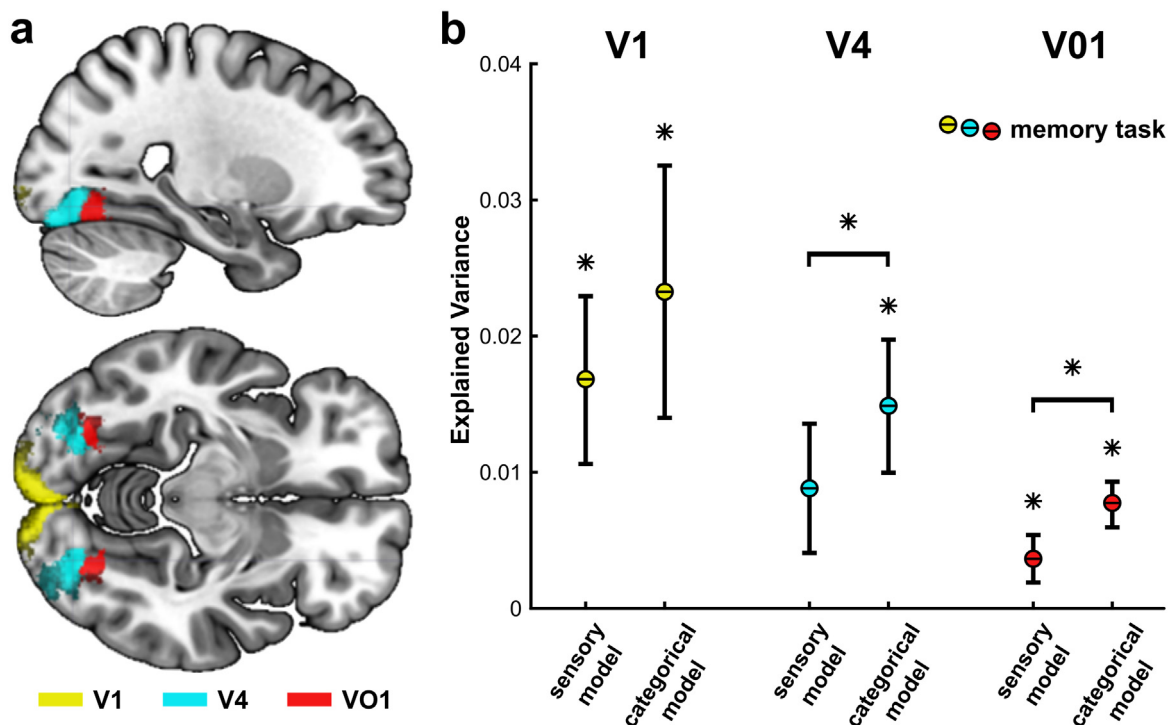 a
V1 V4 VO1
b
V1 V4 V01
memory task
Explained Variance
0.04
0.03
0.02
0.01
0
* * * * * * *
sensory
model
categorical
model
sensory
model
categorical
model
sensory
model
categorical
model